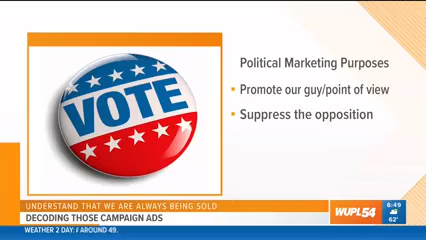 Political Marketing Purposes
Promote our guy/point of view
Suppress the opposition
VOTE
UNDERSTAND THAT WE ARE ALWAYS BEING SOLD
DECODING THOSE CAMPAIGN ADS
WUPL54
6:49
62°
WEATHER 2 DAY: AROUND 49.